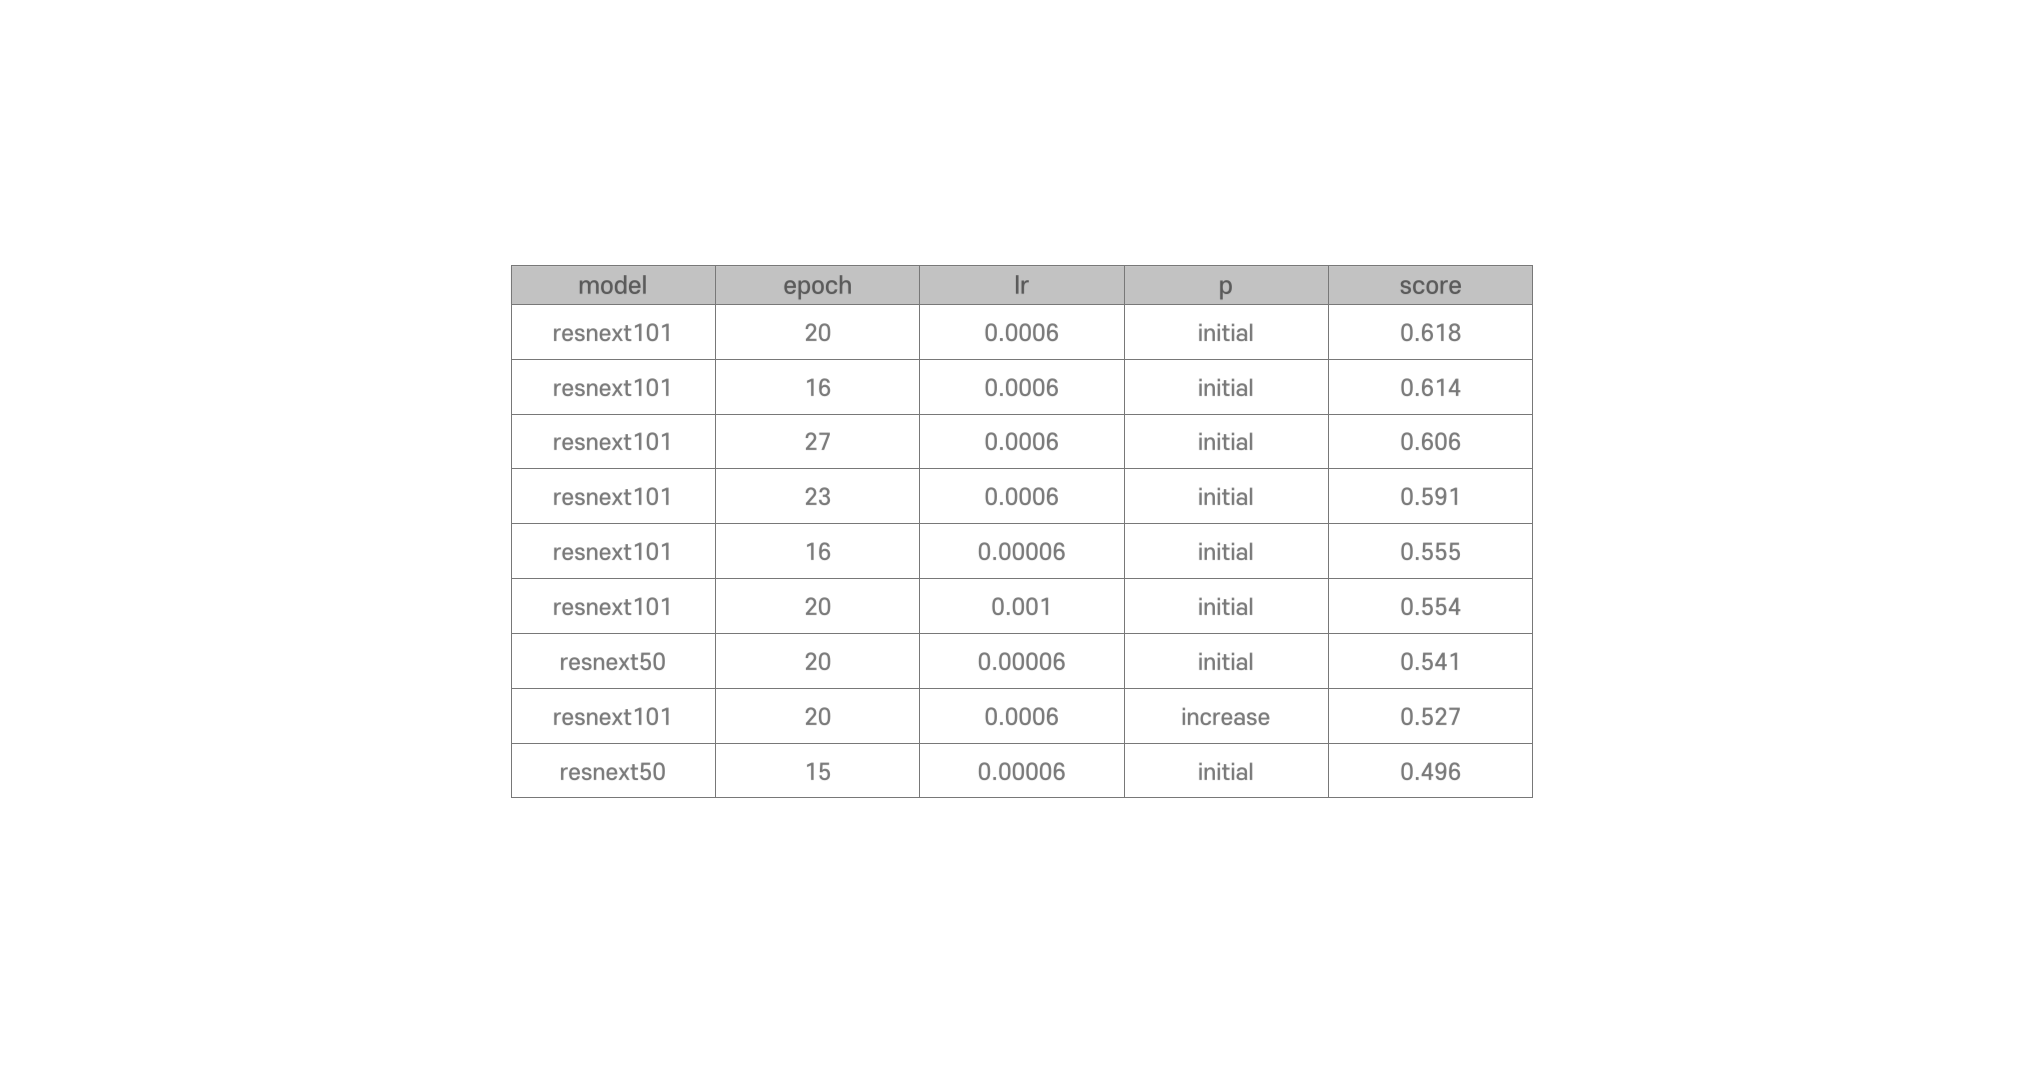 model epoch lr p score
resnext101 20 0.0006 initial 0.618
resnext101 16 0.0006 initial 0.614
resnext101 27 0.0006 initial 0.606
resnext101 23 0.0006 initial 0.591
resnext101 16 0.00006 initial 0.555
resnext101 20 0.001 initial 0.554
resnext50 20 0.00006 initial 0.541
resnext101 20 0.0006 increase 0.527
resnext50 15 0.00006 initial 0.496